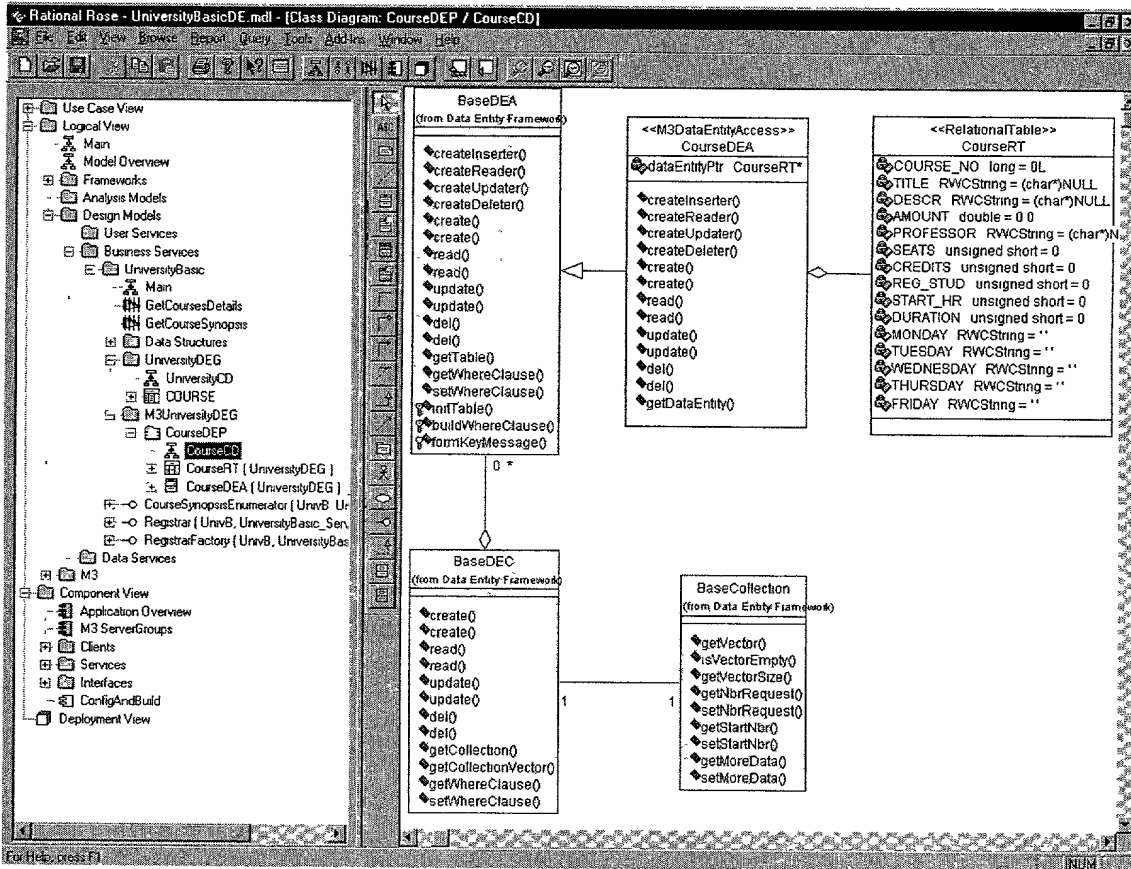 Rational Rose - UniversityBasicDE.mdl - [Class Diagram: CourseDEP / CourseCD]
File Edit View Browse Report Query Tools Add-Ins Window Help
Use Case View
Logical View
Main
Model Overview
Frameworks
Analysis Models
Design Models
User Services
Business Services
UniversityBasic
Main
GetCoursesDetails
GetCourseSynopsis
Data Structures
UniversityDEG
UniversityCD
COURSE
M3UniversityDEG
CourseDEP
CourseCD
CourseRT ( UniversityDEG )
CourseDEA ( UniversityDEG )
CourseSynopsisEnumerator ( UnivB Ur
Registrar ( UnivB, UniversityBasic_Serv
RegistrarFactory ( UnivB, UniversityBas
Data Services
M3
Component View
Application Overview
M3 ServerGroups
Clients
Services
Interfaces
ConfigAndBuild
Deployment View
ABC
BaseDEA
(from Data Entity Framework)
createInserter()
createReader()
createUpdater()
createDeleter()
create()
create()
read()
read()
update()
update()
del()
del()
getTable()
getWhereClause()
setWhereClause()
initTable()
buildWhereClause()
formKeyMessage()
0 *
<<M3DataEntityAccess>>
CourseDEA
dataEntityPtr CourseRT*
createInserter()
createReader()
createUpdater()
createDeleter()
create()
create()
read()
read()
update()
update()
del()
del()
getDataEntity()
<<RelationalTable>>
CourseRT
COURSE_NO long = 0L
TITLE RWCString = (char*)NULL
DESCR RWCString = (char*)NULL
AMOUNT double = 0 0
PROFESSOR RWCString = (char*)N
SEATS unsigned short = 0
CREDITS unsigned short = 0
REG_STUD unsigned short = 0
START_HR unsigned short = 0
DURATION unsigned short = 0
MONDAY RWCString = ' '
TUESDAY RWCString = ' '
WEDNESDAY RWCString = ' '
THURSDAY RWCString = ' '
FRIDAY RWCString = ' '
BaseDEC
(from Data Entity Framework)
create()
create()
read()
read()
update()
update()
del()
del()
getCollection()
getCollectionVector()
getWhereClause()
setWhereClause()
1 1
BaseCollection
(from Data Entity Framework)
getVector()
isVectorEmpty()
getVectorSize()
getNbrRequest()
setNbrRequest()
getStartNbr()
setStartNbr()
getMoreData()
setMoreData()
For Help, press F1
NUM